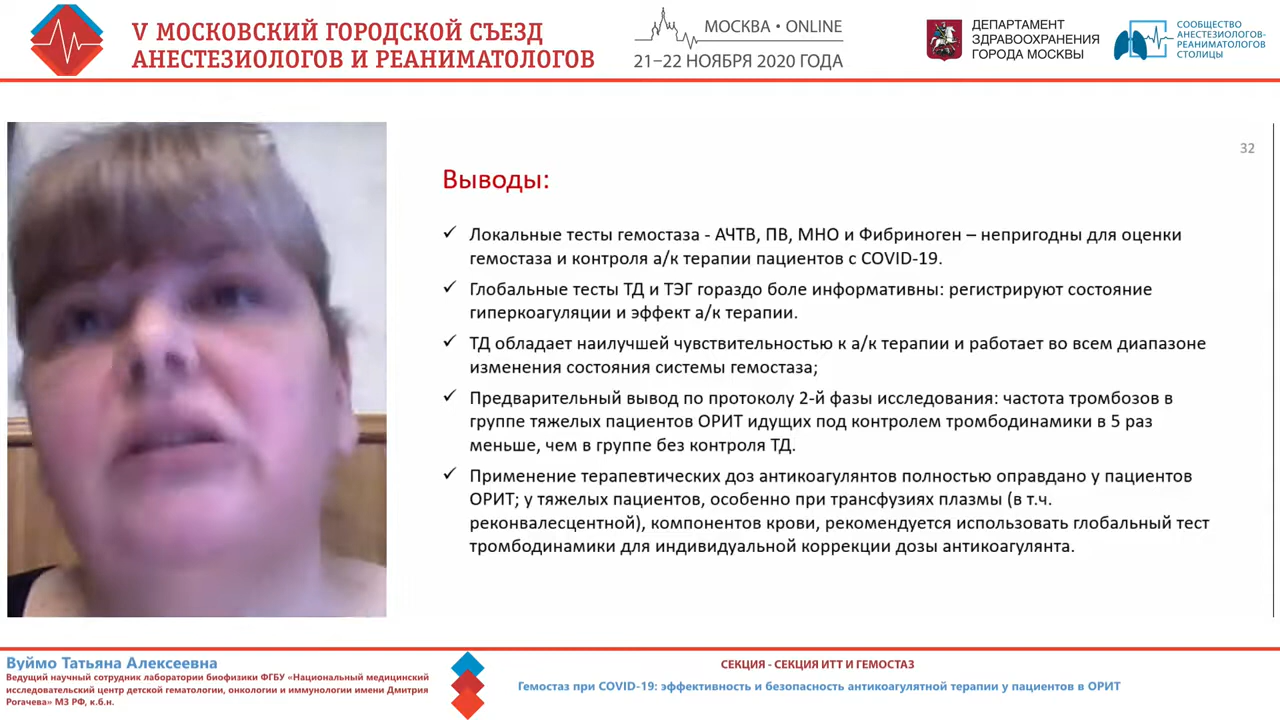 V МОСКОВСКИЙ ГОРОДСКОЙ СЪЕЗД
АНЕСТЕЗИОЛОГОВ И РЕАНИМАТОЛОГОВ
МОСКВА • ONLINE
21–22 НОЯБРЯ 2020 ГОДА
ДЕПАРТАМЕНТ
ЗДРАВООХРАНЕНИЯ
ГОРОДА МОСКВЫ
СООБЩЕСТВО
АНЕСТЕЗИОЛОГОВ-
РЕАНИМАТОЛОГОВ
СТОЛИЦЫ
32
Выводы:
✓ Локальные тесты гемостаза - АЧТВ, ПВ, МНО и Фибриноген – непригодны для оценки
гемостаза и контроля а/к терапии пациентов с COVID-19.
✓ Глобальные тесты ТД и ТЭГ гораздо боле информативны: регистрируют состояние
гиперкоагуляции и эффект а/к терапии.
✓ ТД обладает наилучшей чувствительностью к а/к терапии и работает во всем диапазоне
изменения состояния системы гемостаза;
✓ Предварительный вывод по протоколу 2-й фазы исследования: частота тромбозов в
группе тяжелых пациентов ОРИТ идущих под контролем тромбодинамики в 5 раз
меньше, чем в группе без контроля ТД.
✓ Применение терапевтических доз антикоагулянтов полностью оправдано у пациентов
ОРИТ; у тяжелых пациентов, особенно при трансфузиях плазмы (в т.ч.
реконвалесцентной), компонентов крови, рекомендуется использовать глобальный тест
тромбодинамики для индивидуальной коррекции дозы антикоагулянта.
Вуймо Татьяна Алексеевна
Ведущий научный сотрудник лаборатории биофизики ФГБУ «Национальный медицинский
исследовательский центр детской гематологии, онкологии и иммунологии имени Дмитрия
Рогачева» МЗ РФ, к.б.н.
СЕКЦИЯ - СЕКЦИЯ ИТТ И ГЕМОСТАЗ
Гемостаз при COVID-19: эффективность и безопасность антикоагулятной терапии у пациентов в ОРИТ